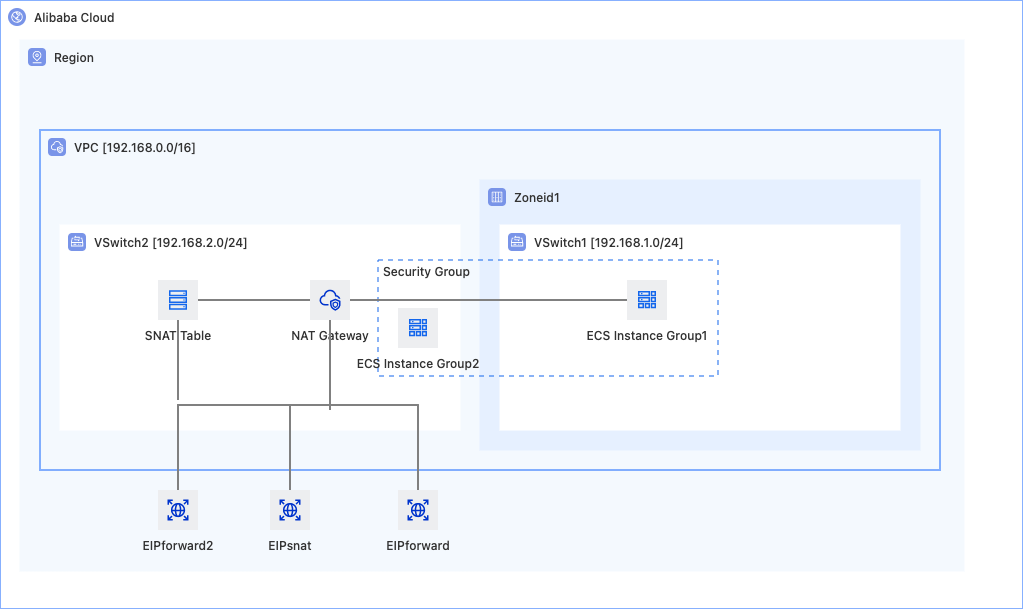 Alibaba Cloud
Region
VPC [192.168.0.0/16]
Zoneid1
VSwitch2 [192.168.2.0/24]
VSwitch1 [192.168.1.0/24]
Security Group
SNAT Table
NAT Gateway
ECS Instance Group1
ECS Instance Group2
EIPforward2
EIPsnat
EIPforward